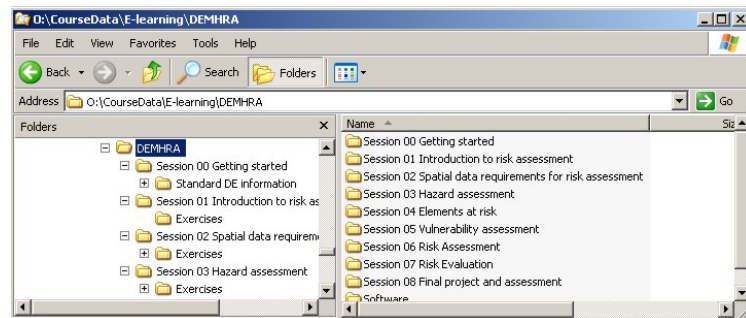 O:\CourseData\E-learning\DEMHRA
File Edit View Favorites Tools Help
Back Search Folders
Address O:\CourseData\E-learning\DEMHRA Go
Folders
DEMHRA
Session 00 Getting started
Standard DE information
Session 01 Introduction to risk as
Exercises
Session 02 Spatial data requirem
Exercises
Session 03 Hazard assessment
Exercises
Name Siz
Session 00 Getting started
Session 01 Introduction to risk assessment
Session 02 Spatial data requirements for risk assessment
Session 03 Hazard assessment
Session 04 Elements at risk
Session 05 Vulnerability assessment
Session 06 Risk Assessment
Session 07 Risk Evaluation
Session 08 Final project and assessment
Software